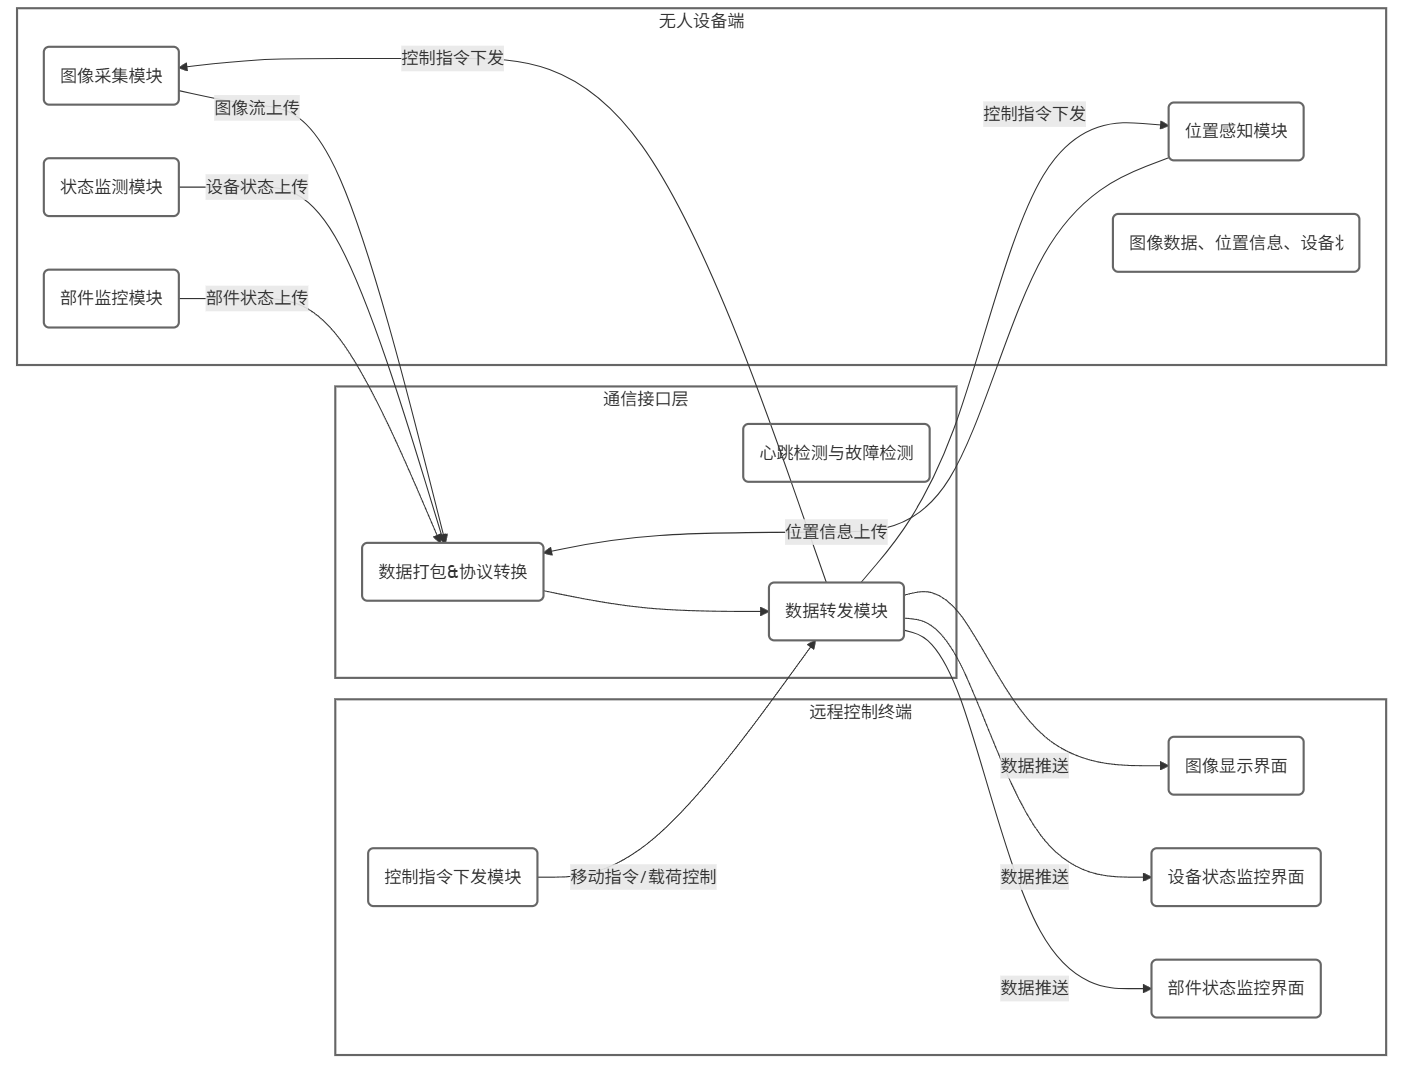 无人设备端
图像采集模块
控制指令下发
图像流上传
控制指令下发
位置感知模块
状态监测模块
设备状态上传
图像数据、位置信息、设备
部件监控模块
部件状态上传
通信接口层
心跳检测与故障检测
位置信息上传
数据打包&协议转换
数据转发模块
远程控制终端
数据推送
图像显示界面
控制指令下发模块
移动指令/载荷控制
数据推送
设备状态监控界面
数据推送
部件状态监控界面